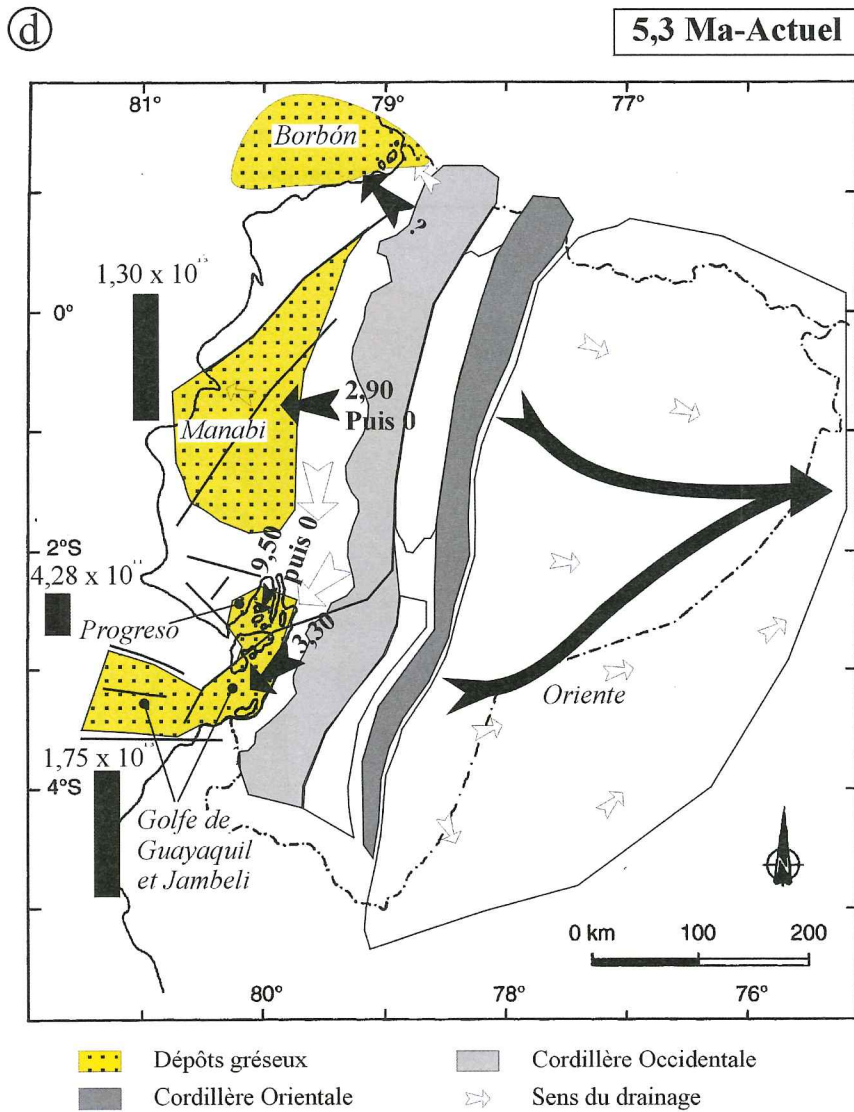 d
5,3 Ma-Actuel
81°
79°
77°
Borbón
?
1,30 x 10
0°
2,90
Puis 0
Manabi
2°S
9,50
puis 0
4,28 x 10
Progreso
3,30
Oriente
1,75 x 10
4°S
Golfe de
Guayaquil
et Jambeli
N
0 km 100 200
80°
78°
76°
Dépôts gréseux
Cordillère Occidentale
Cordillère Orientale
Sens du drainage